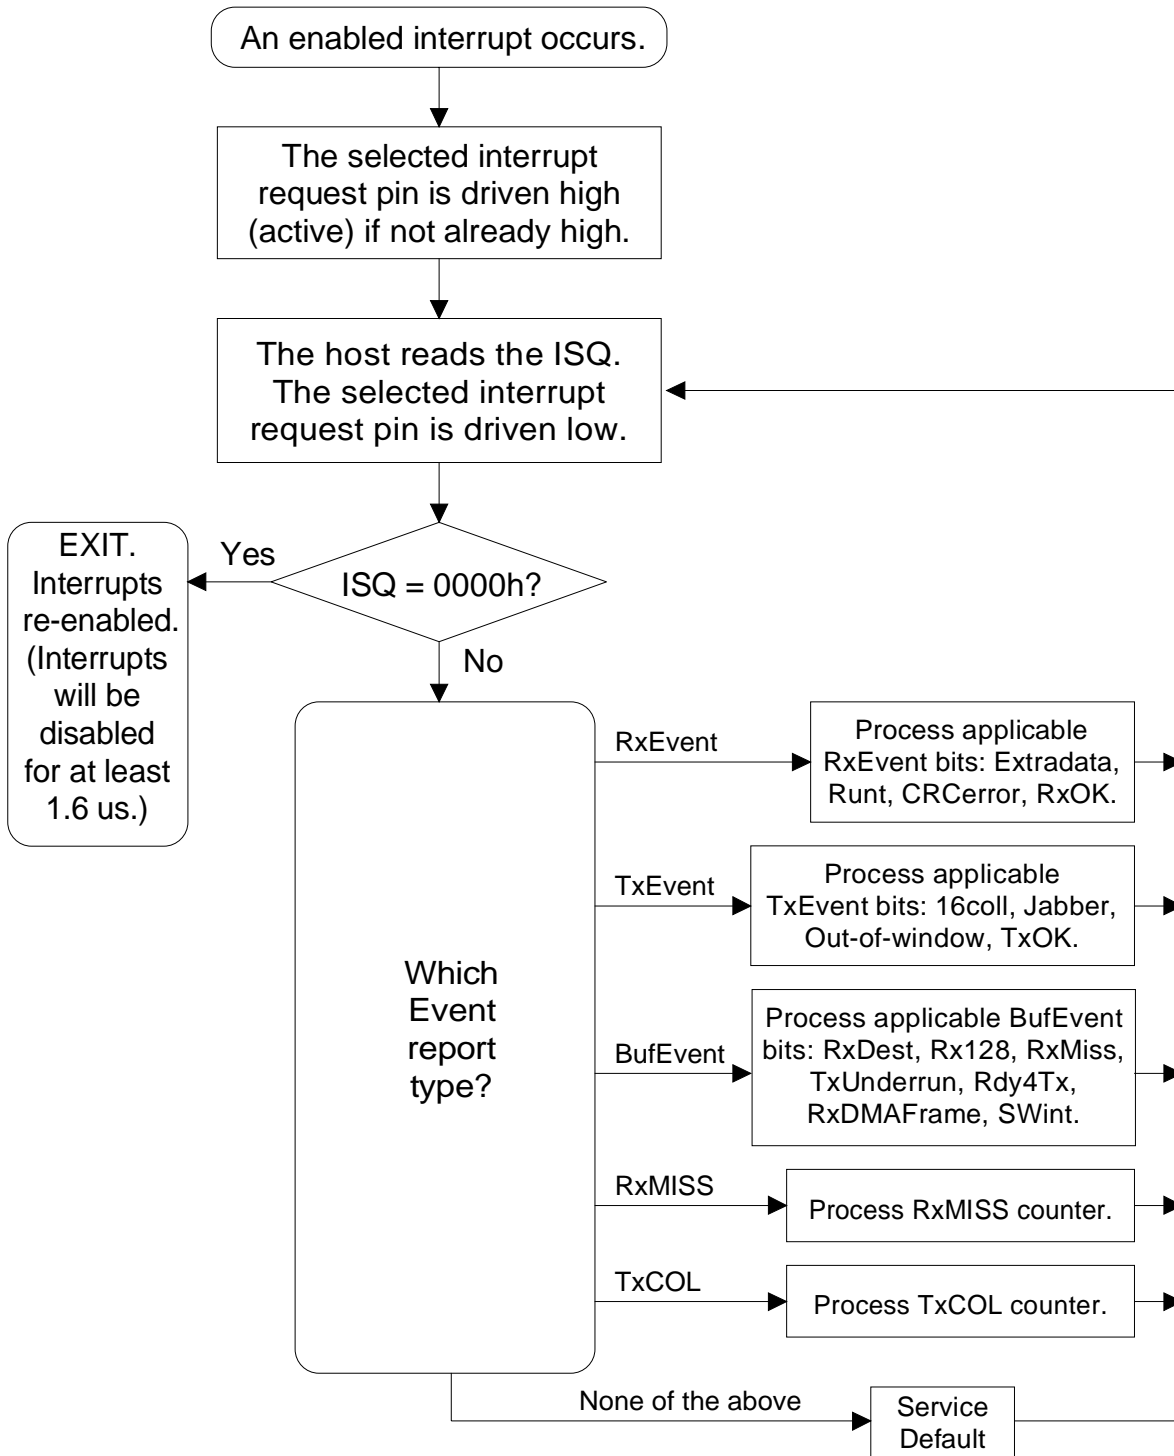 An enabled interrupt occurs.
The selected interrupt
request pin is driven high
(active) if not already high.
The host reads the ISQ.
The selected interrupt
request pin is driven low.
ISQ = 0000h?
Yes
EXIT.
Interrupts
re-enabled.
(Interrupts
will be
disabled
for at least
1.6 us.)
No
Which
Event
report
type?
RxEvent
Process applicable
RxEvent bits: Extradata,
Runt, CRCerror, RxOK.
TxEvent
Process applicable
TxEvent bits: 16coll, Jabber,
Out-of-window, TxOK.
BufEvent
Process applicable BufEvent
bits: RxDest, Rx128, RxMiss,
TxUnderrun, Rdy4Tx,
RxDMAFrame, SWint.
RxMISS
Process RxMISS counter.
TxCOL
Process TxCOL counter.
None of the above
Service
Default